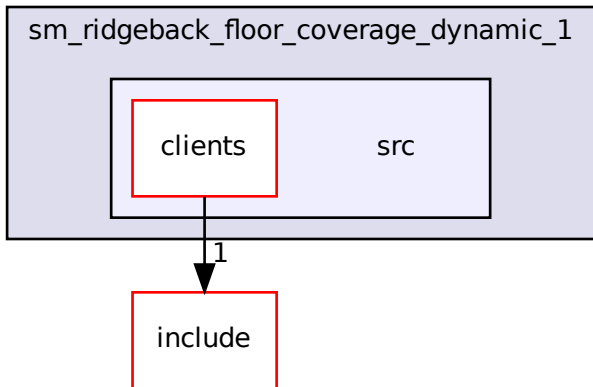 sm_ridgeback_floor_coverage_dynamic_1
clients
src
1
include